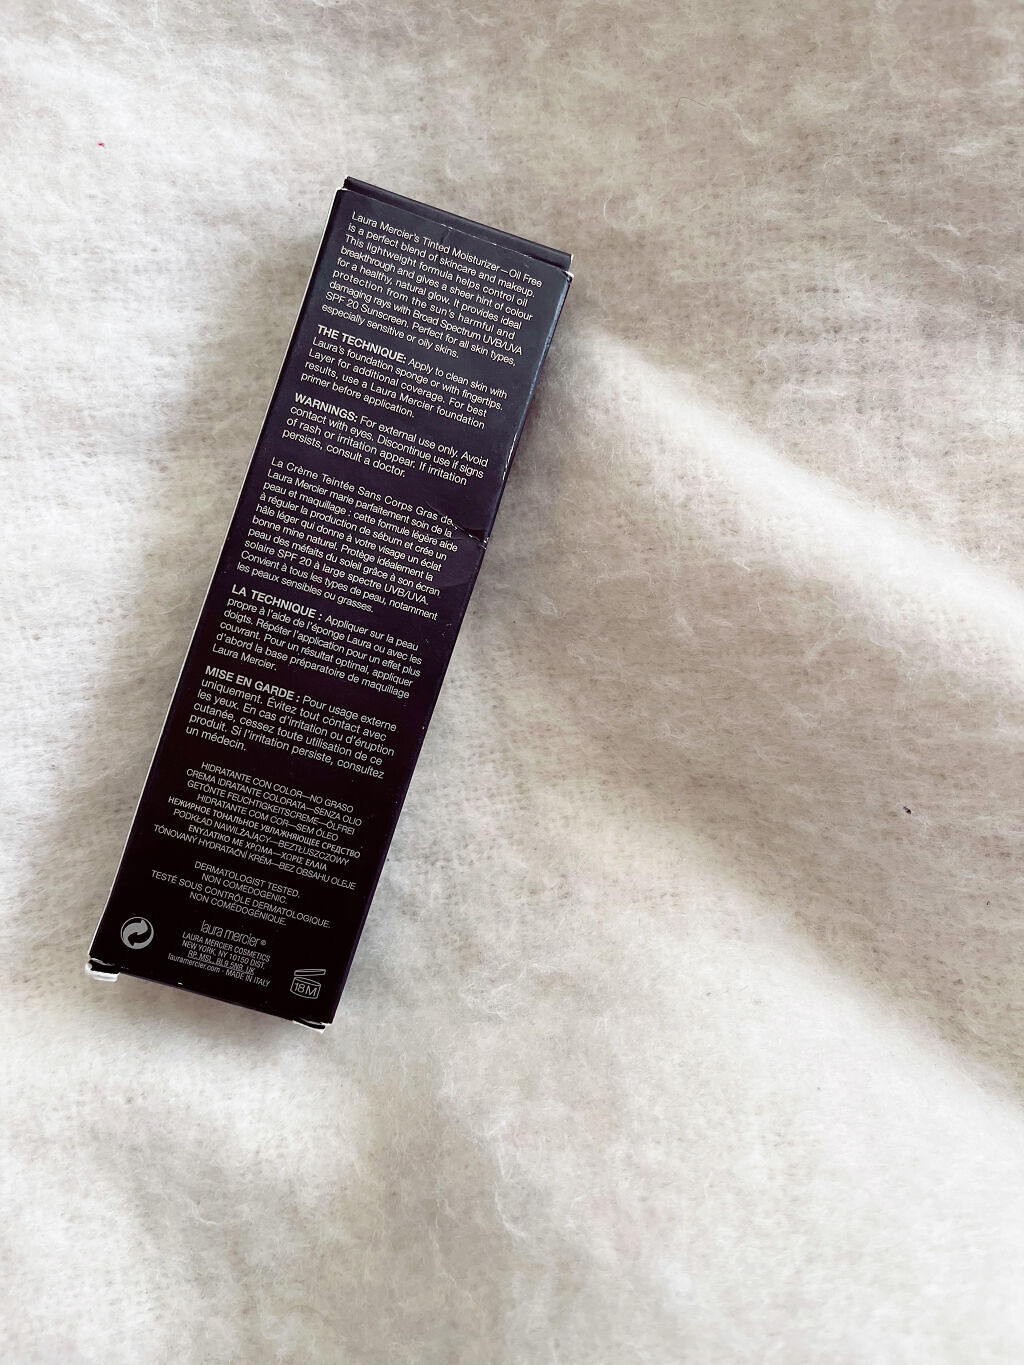 Laura Mercier's Tinted Moisturizer—Oil Free
is a perfect blend of skincare and makeup.
This lightweight formula helps control oil
breakthrough and gives a sheer hint of colour
for a healthy, natural glow. It provides ideal
protection from the sun's harmful and
damaging rays with Broad Spectrum UVB/UVA
SPF 20 Sunscreen. Perfect for all skin types,
especially sensitive or oily skins.
THE TECHNIQUE: Apply to clean skin with
Laura's foundation sponge or with fingertips.
Layer for additional coverage. For best
results, use a Laura Mercier foundation
primer before application.
WARNINGS: For external use only. Avoid
contact with eyes. Discontinue use if signs
of rash or irritation appear. If irritation
persists, consult a doctor.
La Crème Teintée Sans Corps Gras de
Laura Mercier marie parfaitement soin de la
peau et maquillage : cette formule légère aide
à réguler la production de sébum et crée un
hâle léger qui donne à votre visage un éclat
bonne mine naturel. Protège idéalement la
peau des méfaits du soleil grâce à son écran
solaire SPF 20 à large spectre UVB/UVA.
Convient à tous les types de peau, notamment
les peaux sensibles ou grasses.
LA TECHNIQUE : Appliquer sur la peau
propre à l'aide de l'éponge Laura ou avec les
doigts. Répéter l'application pour un effet plus
couvrant. Pour un résultat optimal, appliquer
d'abord la base préparatoire de maquillage
Laura Mercier.
MISE EN GARDE : Pour usage externe
uniquement. Évitez tout contact avec
les yeux. En cas d'irritation ou d'éruption
cutanée, cessez toute utilisation de ce
produit. Si l'irritation persiste, consultez
un médecin.
HIDRATANTE CON COLOR—NO GRASO
CREMA IDRATANTE COLORATA—SENZA OLIO
GETÖNTE FEUCHTIGKEITSCREME—ÖLFREI
HIDRATANTE COM COR—SEM ÓLEO
НЕЖИРНОЕ ТОНАЛЬНОЕ УВЛАЖНЯЮЩЕЕ СРЕДСТВО
PODKŁAD NAWILŻAJĄCY—BEZTŁUSZCZOWY
ΕΝΥΔΑΤΙΚΟ ΜΕ ΧΡΩΜΑ—ΧΩΡΙΣ ΕΛΑΙΑ
TÓNOVANÝ HYDRATAČNÍ KRÉM—BEZ OBSAHU OLEJE
DERMATOLOGIST TESTED.
NON COMEDOGENIC.
TESTÉ SOUS CONTRÔLE DERMATOLOGIQUE.
NON COMÉDOGÉNIQUE.
laura mercier®
LAURA MERCIER COSMETICS
NEW YORK, NY 10150 DIST.
RP MSL, BL9 5NB, UK
lauramercier.com · MADE IN ITALY
18M